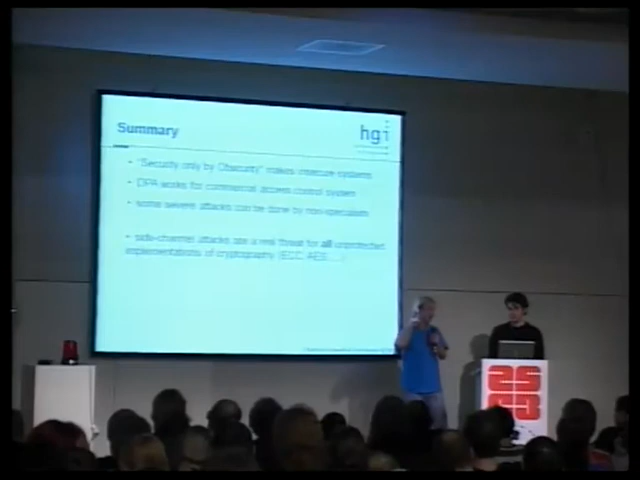 Summary
hgi
• "Security only by Obscurity" makes insecure systems
• DPA works for commercial access control system
• some severe attacks can be done by non-specialists
• side-channel attacks are a real threat for all unprotected
implementations of cryptography (ECC, AES, ...)